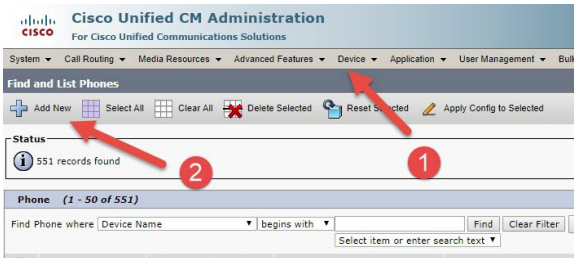 Cisco Unified CM Administration
CISCO For Cisco Unified Communications Solutions
System Call Routing Media Resources Advanced Features Device Application User Management Bulk
Find and List Phones
Add New Select All Clear All Delete Selected Reset Selected Apply Config to Selected
Status
551 records found
1
2
Phone (1 - 50 of 551)
Find Phone where Device Name begins with Find Clear Filter
Select item or enter search text